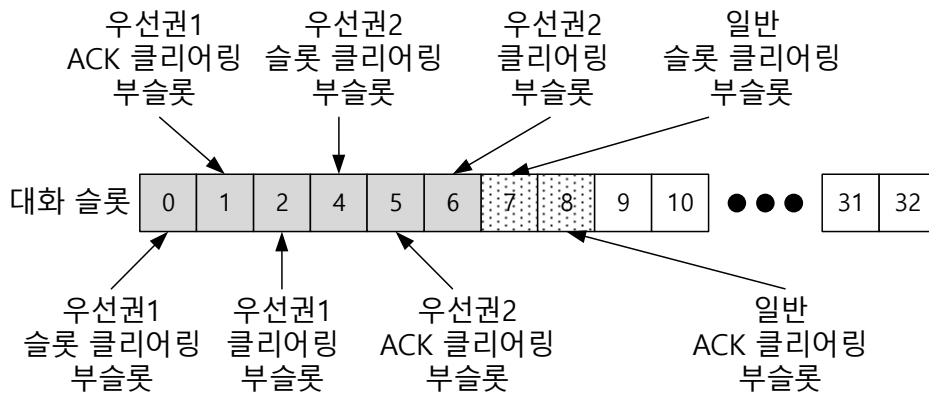 우선권1
ACK 클리어링
부슬롯
우선권2
슬롯 클리어링
부슬롯
우선권2
클리어링
부슬롯
일반
슬롯 클리어링
부슬롯
대화 슬롯 0 1 2 4 5 6 7 8 9 10 31 32
우선권1
슬롯 클리어링
부슬롯
우선권1
클리어링
부슬롯
우선권2
ACK 클리어링
부슬롯
일반
ACK 클리어링
부슬롯